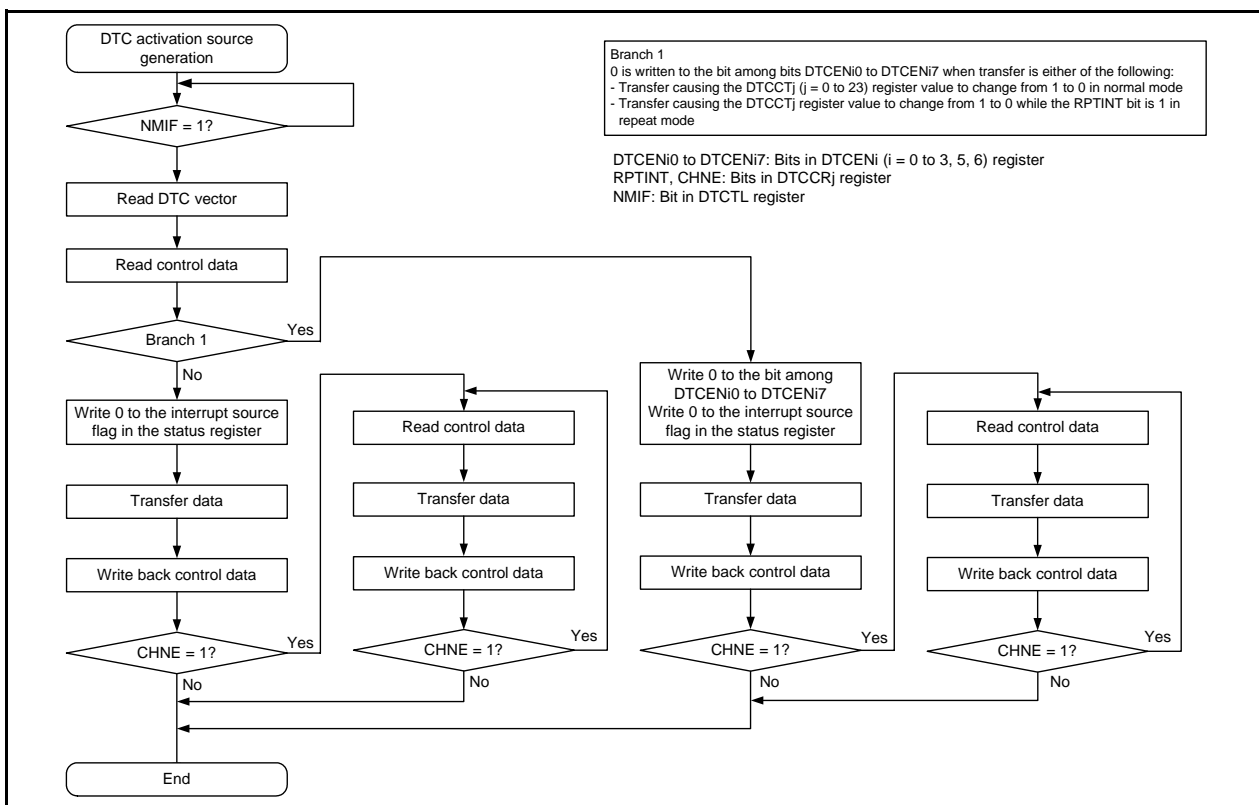 DTC activation source
generation
NMIF = 1?
Read DTC vector
Read control data
Branch 1
Yes
No
Write 0 to the interrupt source
flag in the status register
Transfer data
Write back control data
CHNE = 1?
Yes
No
End
Read control data
Transfer data
Write back control data
CHNE = 1?
Yes
No
Branch 1
0 is written to the bit among bits DTCENi0 to DTCENi7 when transfer is either of the following:
- Transfer causing the DTCCTj (j = 0 to 23) register value to change from 1 to 0 in normal mode
- Transfer causing the DTCCTj register value to change from 1 to 0 while the RPTINT bit is 1 in
repeat mode
DTCENi0 to DTCENi7: Bits in DTCENi (i = 0 to 3, 5, 6) register
RPTINT, CHNE: Bits in DTCCRj register
NMIF: Bit in DTCTL register
Write 0 to the bit among
DTCENi0 to DTCENi7
Write 0 to the interrupt source
flag in the status register
Transfer data
Write back control data
CHNE = 1?
Yes
No
Read control data
Transfer data
Write back control data
CHNE = 1?
Yes
No